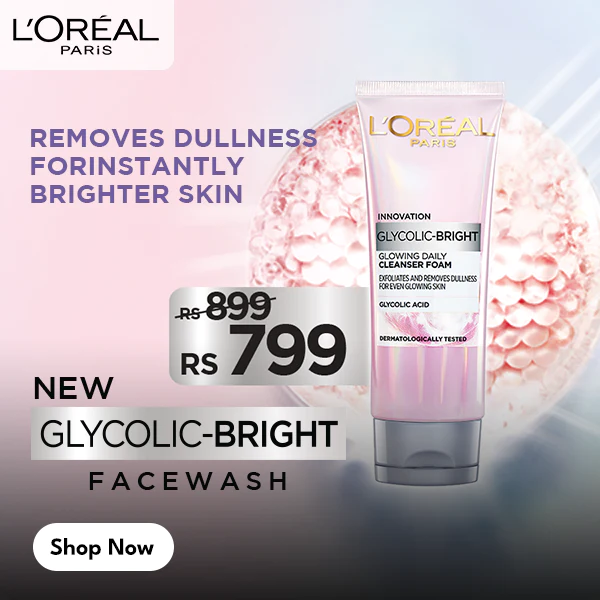 L'ORÉAL
PARiS
REMOVES DULLNESS
FORINSTANTLY
BRIGHTER SKIN
L'ORÉAL
PARIS
INNOVATION
GLYCOLIC-BRIGHT
GLOWING DAILY
CLEANSER FOAM
EXFOLIATES AND REMOVES DULLNESS
FOR EVEN GLOWING SKIN
GLYCOLIC ACID
DERMATOLOGICALLY TESTED
RS 899
RS 799
NEW
GLYCOLIC-BRIGHT
FACEWASH
Shop Now